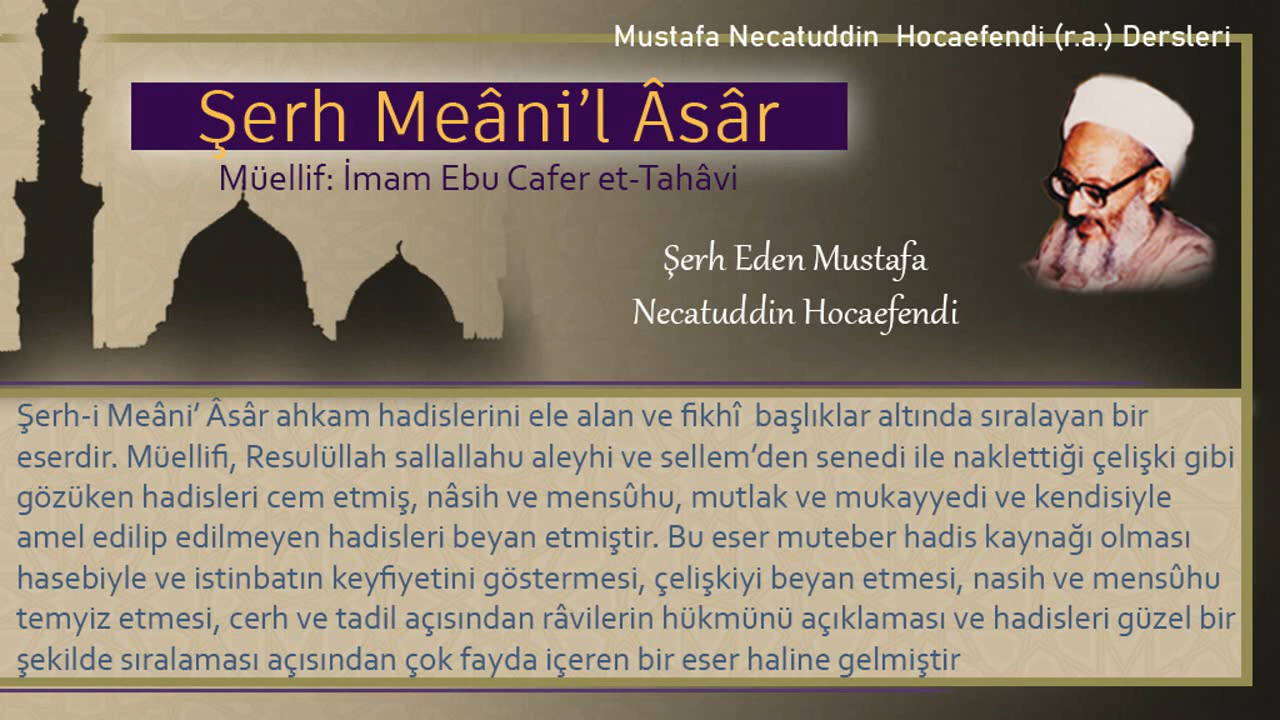 Mustafa Necatuddin Hocaefendi (r.a.) Dersleri
Şerh Meâni’l Âsâr
Müellif: İmam Ebu Cafer et-Tahâvi
Şerh Eden Mustafa
Necatuddin Hocaefendi
Şerh-i Meâni’ Âsâr ahkam hadislerini ele alan ve fikhî başlıklar altında sıralayan bir
eserdir. Müellifi, Resulüllah sallallahu aleyhi ve sellem’den senedi ile naklettiği çelişki gibi
gözüken hadisleri cem etmiş, nâsih ve mensûhu, mutlak ve mukayyedi ve kendisiyle
amel edilip edilmeyen hadisleri beyan etmiştir. Bu eser muteber hadis kaynağı olması
hasebiyle ve istinbatın keyfiyetini göstermesi, çelişkiyi beyan etmesi, nasih ve mensûhu
temyiz etmesi, cerh ve tadil açısından râvilerin hükmünü açıklaması ve hadisleri güzel bir
şekilde sıralaması açısından çok fayda içeren bir eser haline gelmiştir